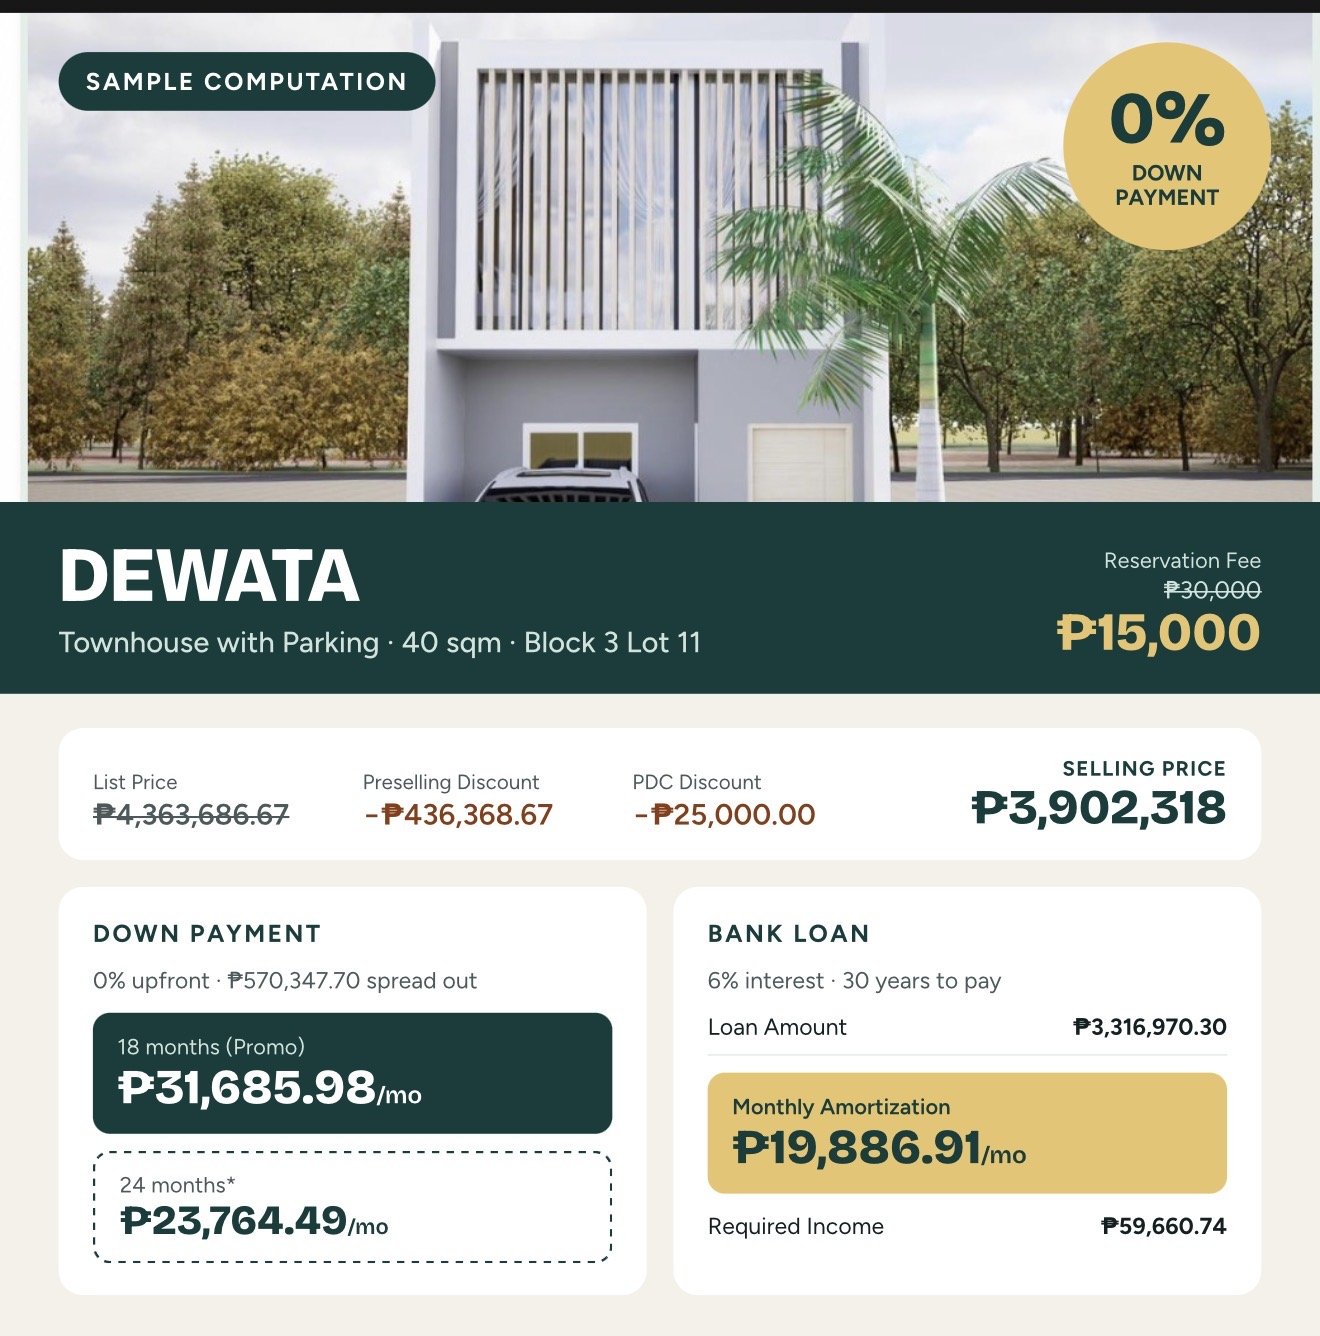 SAMPLE COMPUTATION
0%
DOWN
PAYMENT
DEWATA
Townhouse with Parking · 40 sqm · Block 3 Lot 11
Reservation Fee
₱30,000
₱15,000
List Price
₱4,363,686.67
Preselling Discount
-₱436,368.67
PDC Discount
-₱25,000.00
SELLING PRICE
₱3,902,318
DOWN PAYMENT
0% upfront · ₱570,347.70 spread out
18 months (Promo)
₱31,685.98/mo
24 months*
₱23,764.49/mo
BANK LOAN
6% interest · 30 years to pay
Loan Amount ₱3,316,970.30
Monthly Amortization
₱19,886.91/mo
Required Income ₱59,660.74